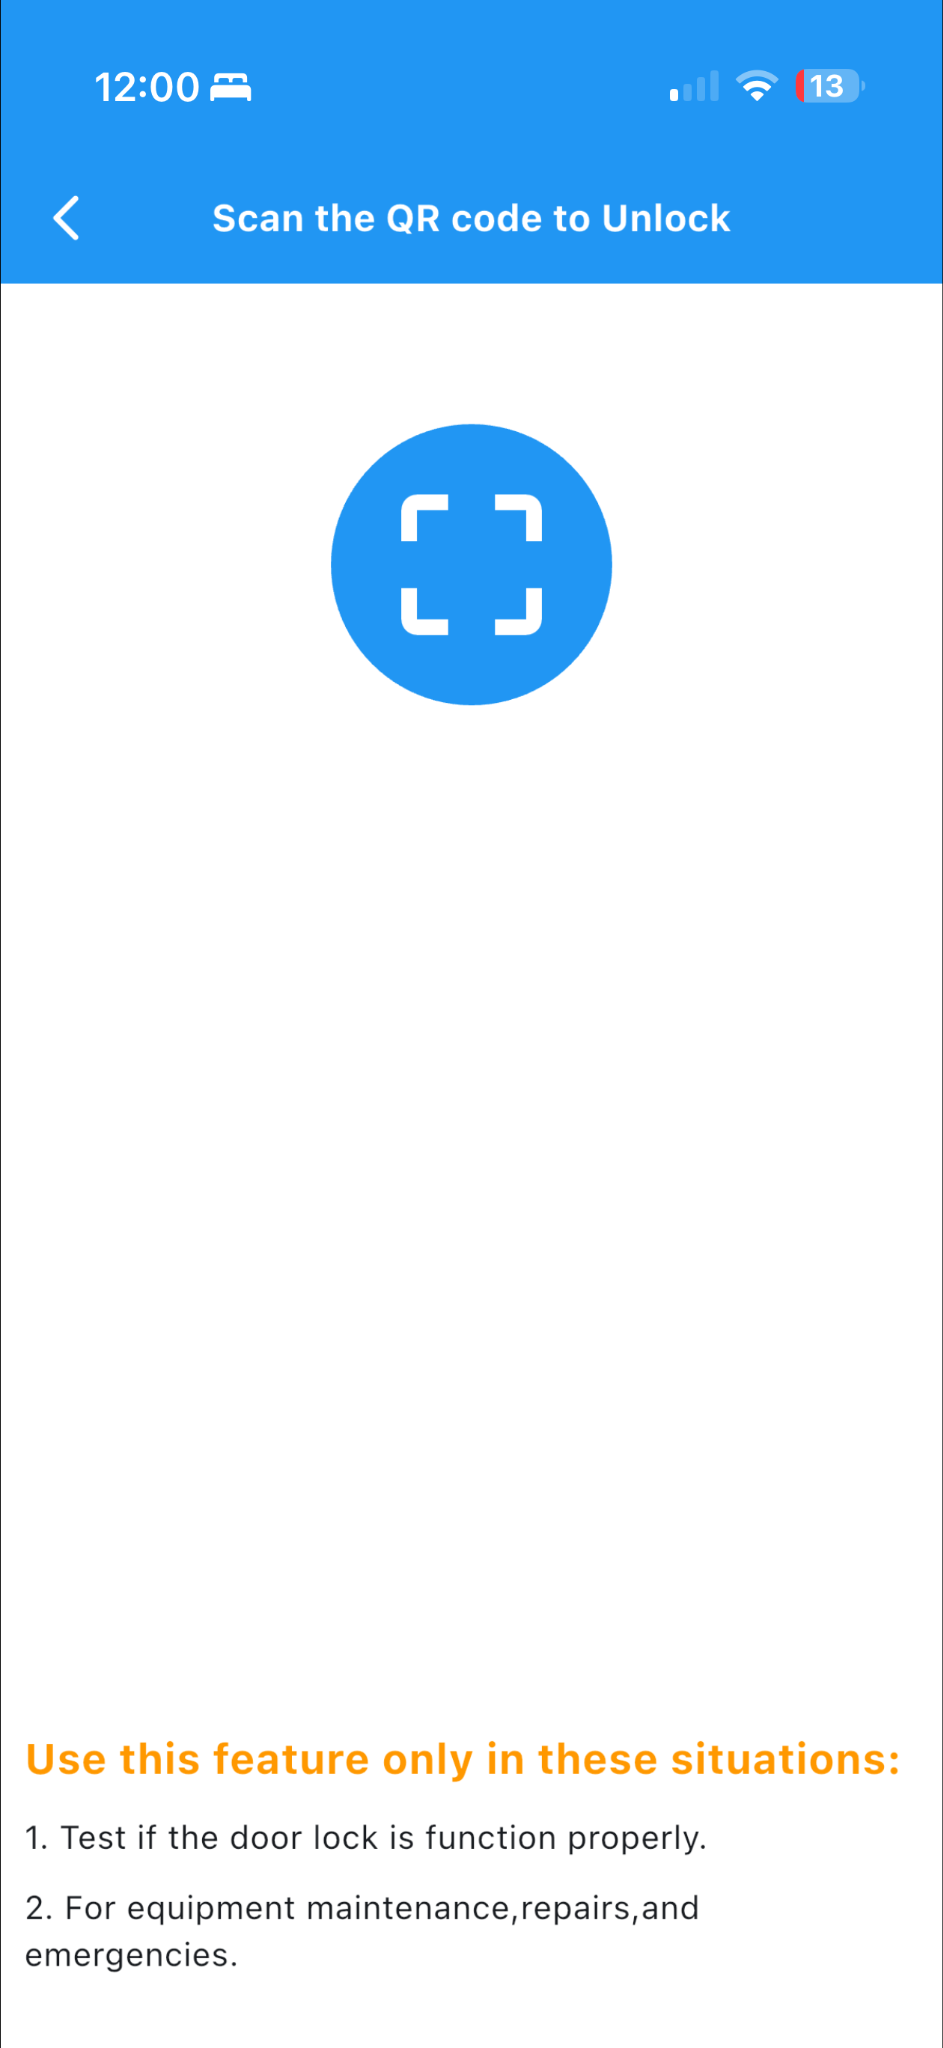 12:00
13
Scan the QR code to Unlock
Use this feature only in these situations:
1. Test if the door lock is function properly.
2. For equipment maintenance,repairs,and
emergencies.